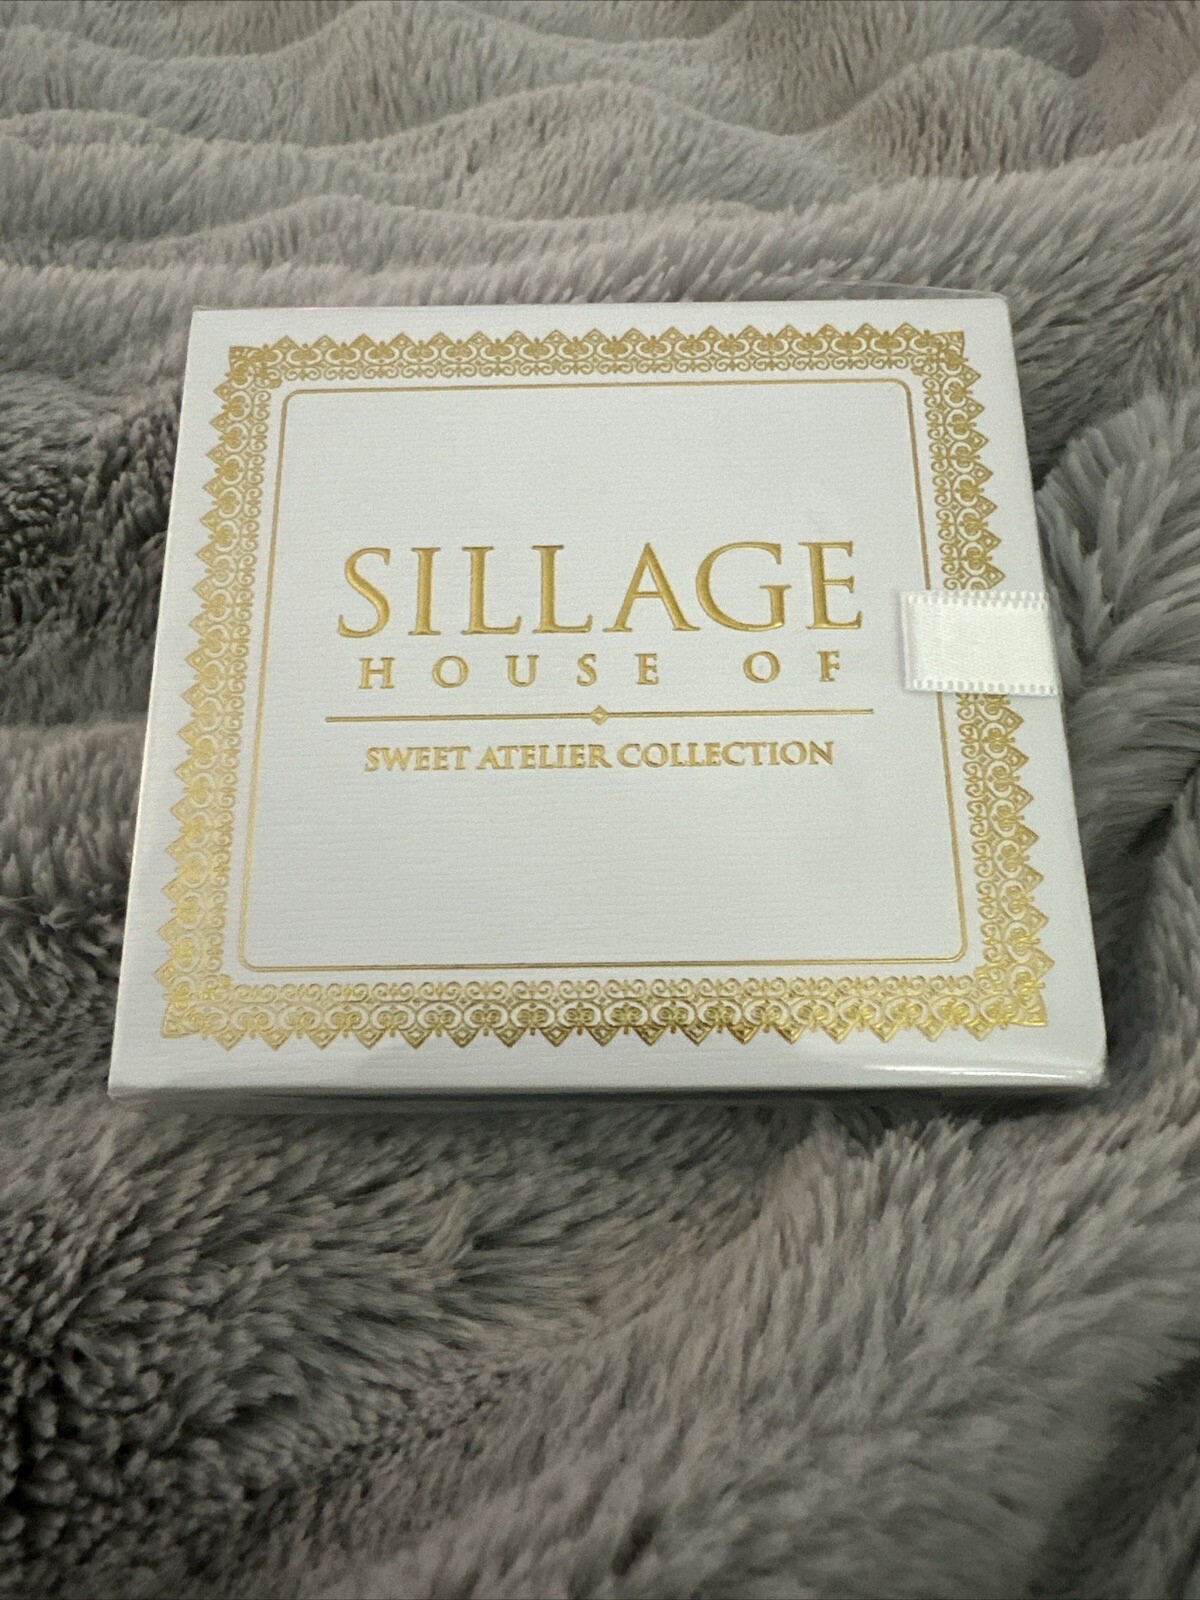 SILLAGE
HOUSE OF
SWEET ATELIER COLLECTION